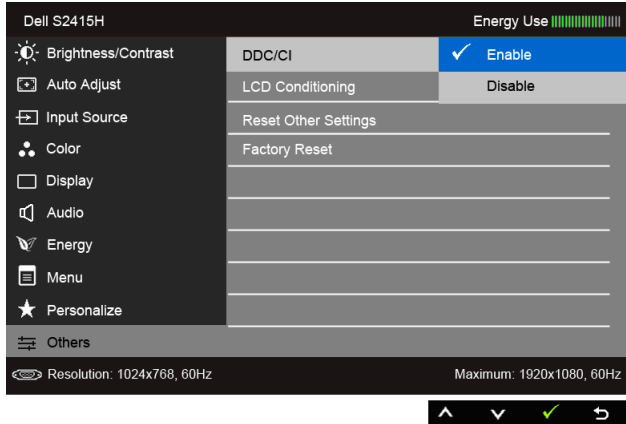 Dell S2415H Energy Use
Brightness/Contrast DDC/CI Enable
Auto Adjust LCD Conditioning Disable
Input Source Reset Other Settings
Color Factory Reset
Display
Audio
Energy
Menu
Personalize
Others
Resolution: 1024x768, 60Hz Maximum: 1920x1080, 60Hz